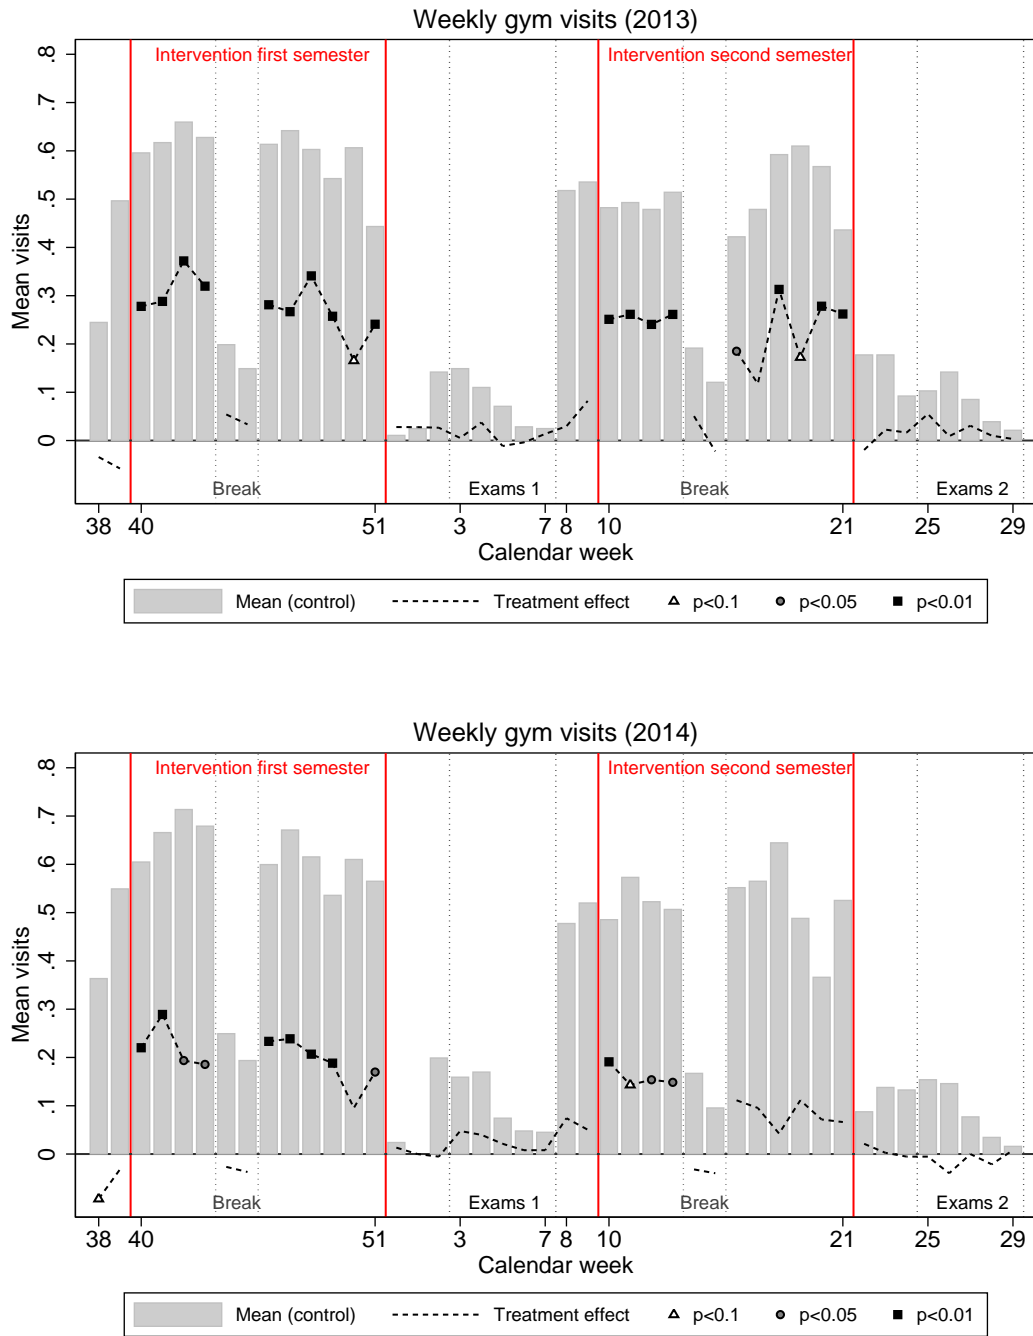 Weekly gym visits (2013)
Intervention first semester
Intervention second semester
.8
.7
.6
.5
.4
.3
.2
.1
0
Mean visits
Break
Exams 1
Break
Exams 2
38 40 51 3 7 8 10 21 25 29
Calendar week
Mean (control) Treatment effect p<0.1 p<0.05 p<0.01
Weekly gym visits (2014)
Intervention first semester
Intervention second semester
.8
.7
.6
.5
.4
.3
.2
.1
0
Mean visits
Break
Exams 1
Break
Exams 2
38 40 51 3 7 8 10 21 25 29
Calendar week
Mean (control) Treatment effect p<0.1 p<0.05 p<0.01